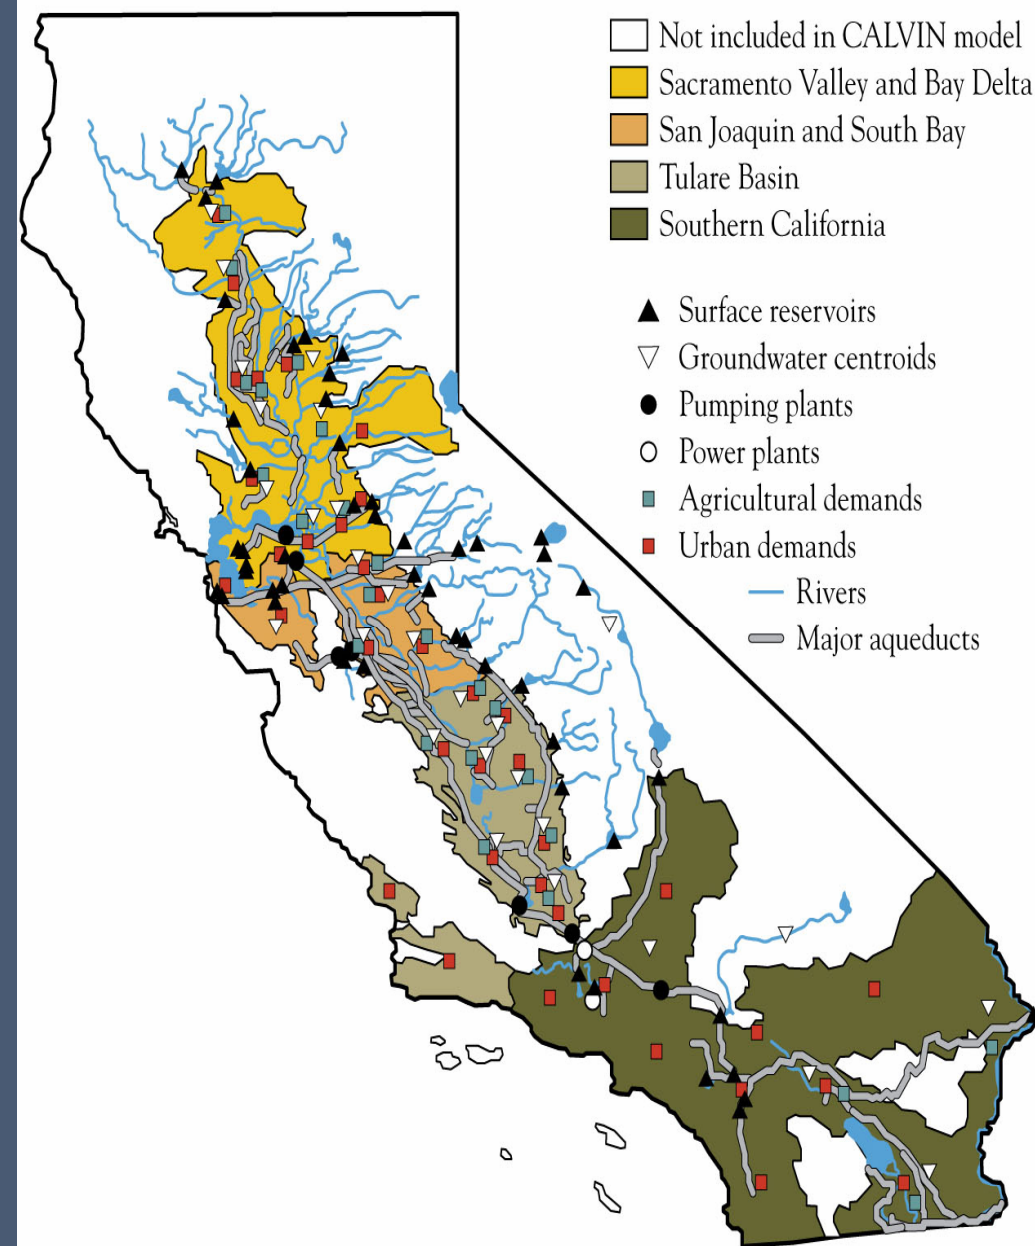 Not included in CALVIN model
Sacramento Valley and Bay Delta
San Joaquin and South Bay
Tulare Basin
Southern California
Surface reservoirs
Groundwater centroids
Pumping plants
Power plants
Agricultural demands
Urban demands
Rivers
Major aqueducts